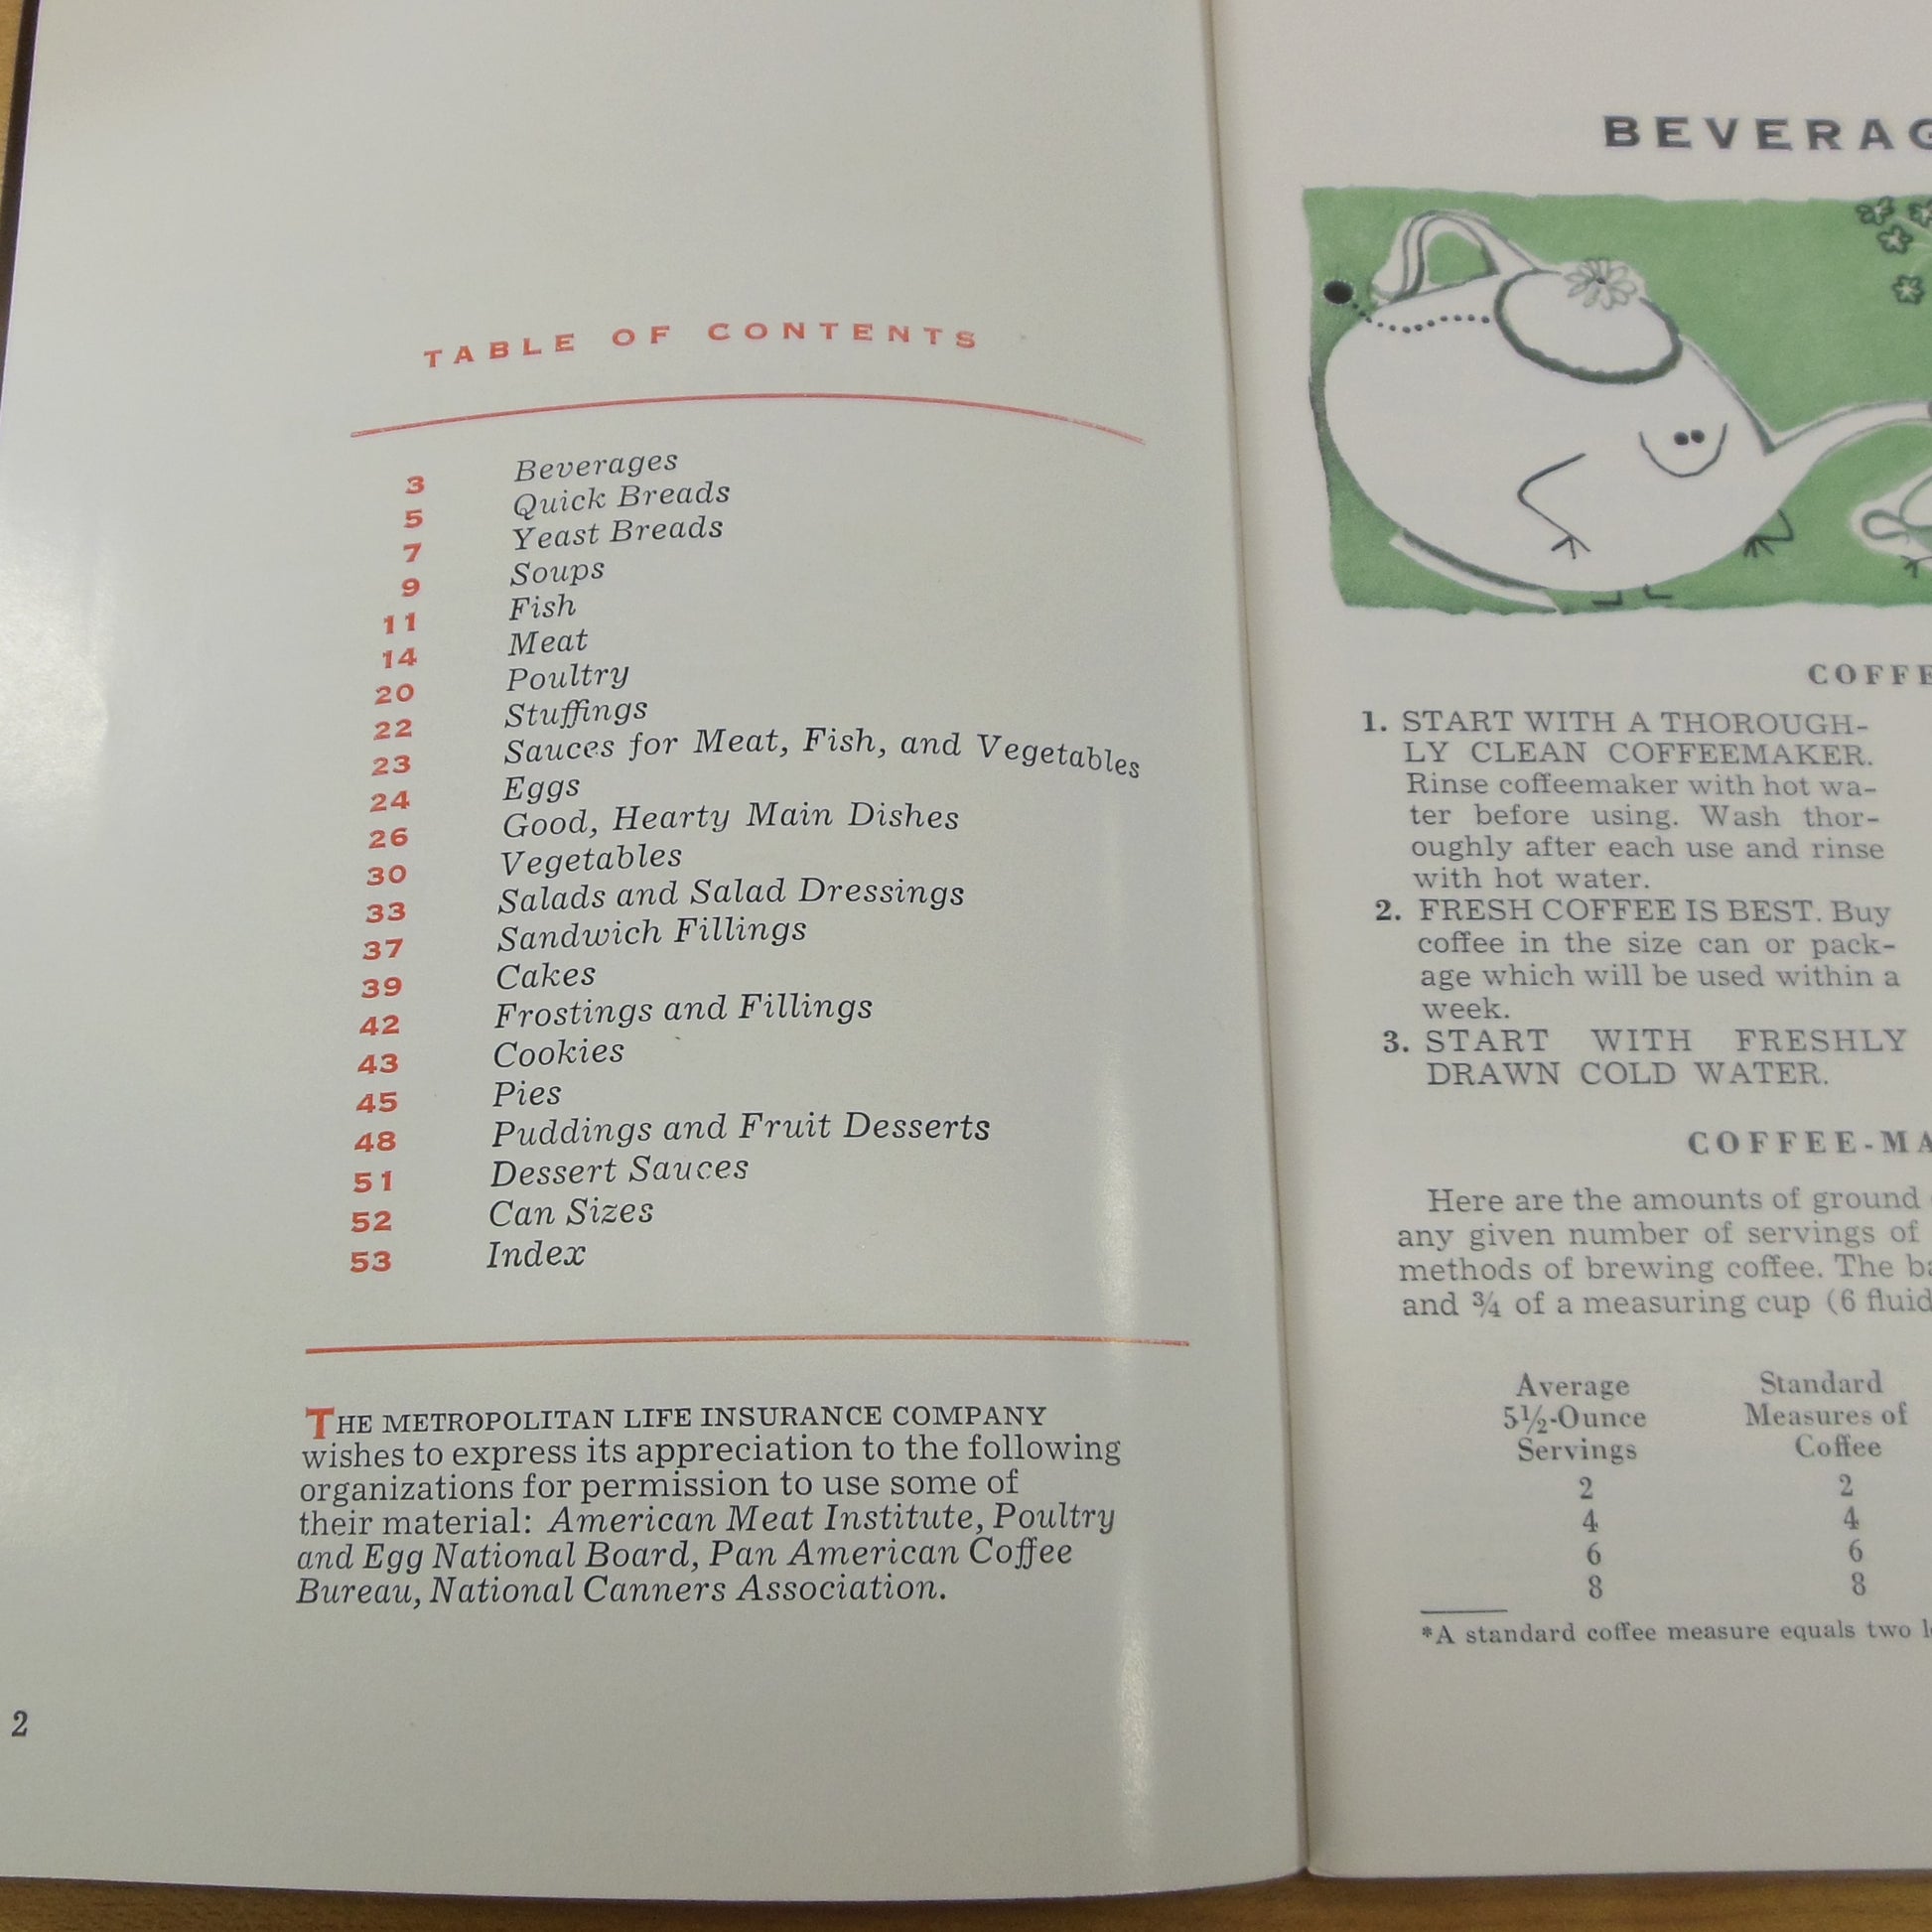 TABLE OF CONTENTS
3 Beverages
5 Quick Breads
7 Yeast Breads
9 Soups
11 Fish
14 Meat
20 Poultry
22 Stuffings
23 Sauces for Meat, Fish, and Vegetables
24 Eggs
26 Good, Hearty Main Dishes
30 Vegetables
33 Salads and Salad Dressings
37 Sandwich Fillings
39 Cakes
42 Frostings and Fillings
43 Cookies
45 Pies
48 Puddings and Fruit Desserts
51 Dessert Sauces
52 Can Sizes
53 Index
THE METROPOLITAN LIFE INSURANCE COMPANY
wishes to express its appreciation to the following
organizations for permission to use some of
their material: American Meat Institute, Poultry
and Egg National Board, Pan American Coffee
Bureau, National Canners Association.
2
1. START WITH A THOROUGH-
LY CLEAN COFFEEMAKER.
Rinse coffeemaker with hot wa-
ter before using. Wash thor-
oughly after each use and rinse
with hot water.
2. FRESH COFFEE IS BEST. Buy
coffee in the size can or pack-
age which will be used within a
week.
3. START WITH FRESHLY
DRAWN COLD WATER.
Here are the amounts of ground
any given number of servings of
methods of brewing coffee. The
and ¾ of a measuring cup (6 fluid
Average Standard
5½-Ounce Measures of
Servings Coffee
2 2
4 4
6 6
8 8
*A standard coffee measure equals two